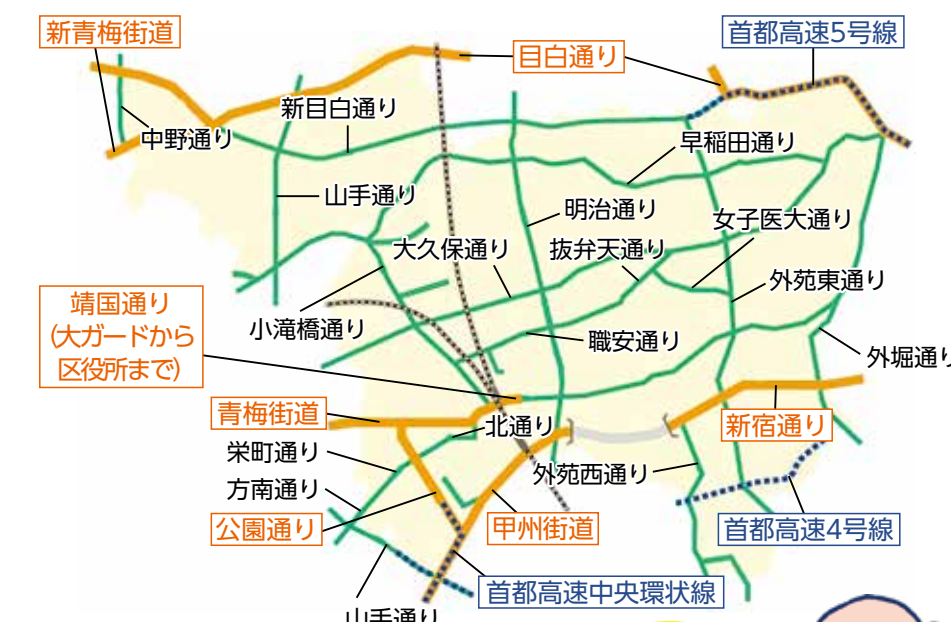 新青梅街道
目白通り
首都高速5号線
新目白通り
中野通り
早稲田通り
山手通り
明治通り
女子医大通り
大久保通り
抜弁天通り
外苑東通り
靖国通り
(大ガードから
区役所まで)
小滝橋通り
職安通り
外堀通り
青梅街道
北通り
新宿通り
栄町通り
外苑西通り
方南通り
公園通り
甲州街道
首都高速4号線
首都高速中央環状線
山手通り